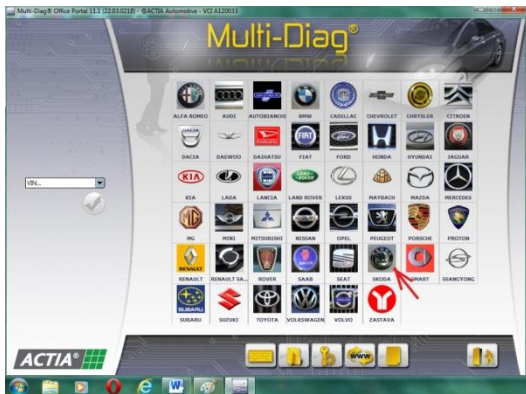 Multi-Diag® Office Portal 11.1 (22.03.0218) - ©ACTIA Automotive - VCI A120033
Multi-Diag®
ALFA ROMEO AUDI AUTOBIANCHI BMW CADILLAC CHEVROLET CHRYSLER CITROEN
DACIA DAEWOO DAIHATSU FIAT FORD HONDA HYUNDAI JAGUAR
VIN...
KIA LADA LANCIA LAND ROVER LEXUS MAYBACH MAZDA MERCEDES
MG MINI MITSUBISHI NISSAN OPEL PEUGEOT PORSCHE PROTON
RENAULT RENAULT SA... ROVER SAAB SEAT SKODA SMART SSANGYONG
SUBARU SUZUKI TOYOTA VOLKSWAGEN VOLVO ZASTAVA
ACTIA®
www